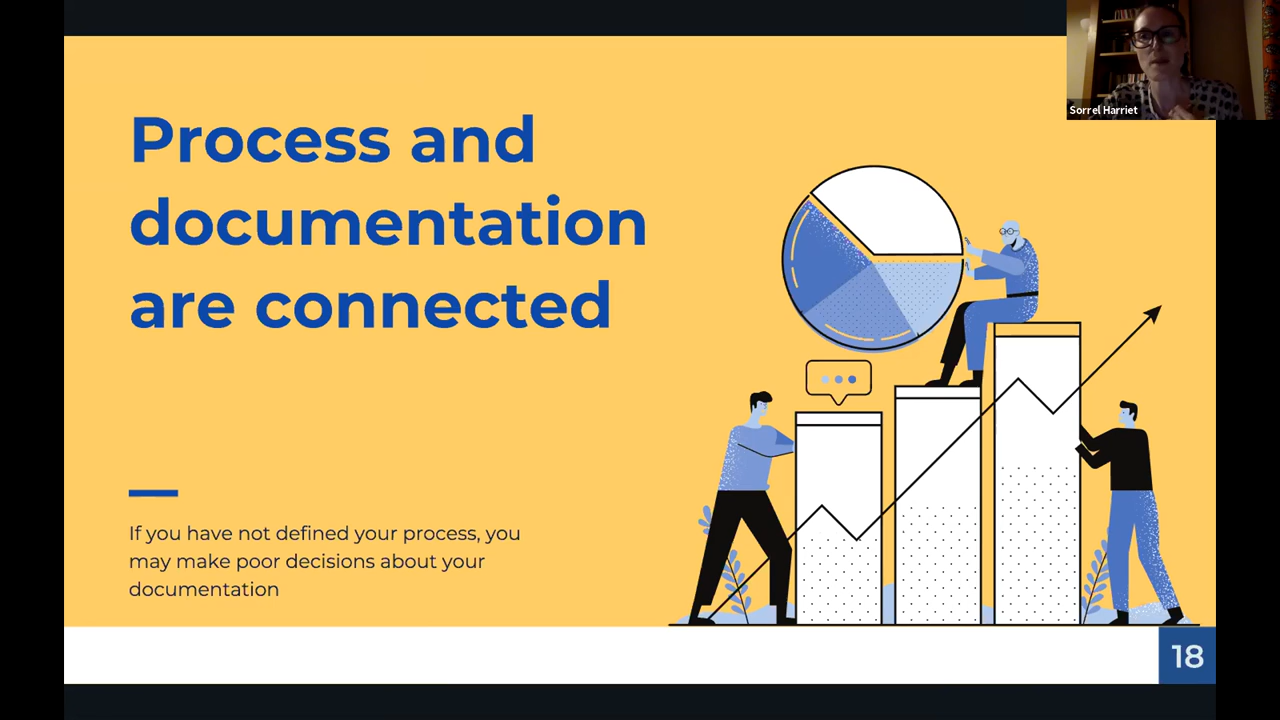 Sorrel Harriet
Process and
documentation
are connected
If you have not defined your process, you
may make poor decisions about your
documentation
18